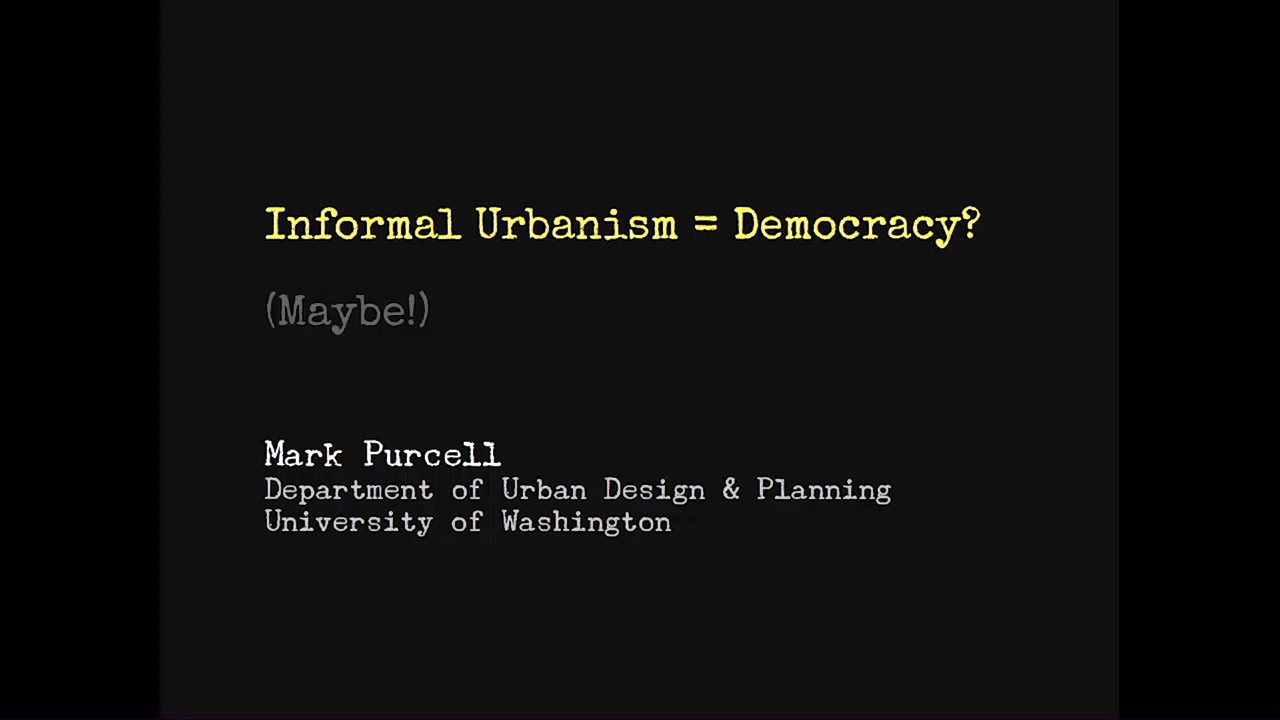 Informal Urbanism = Democracy?
(Maybe!)
Mark Purcell
Department of Urban Design & Planning
University of Washington